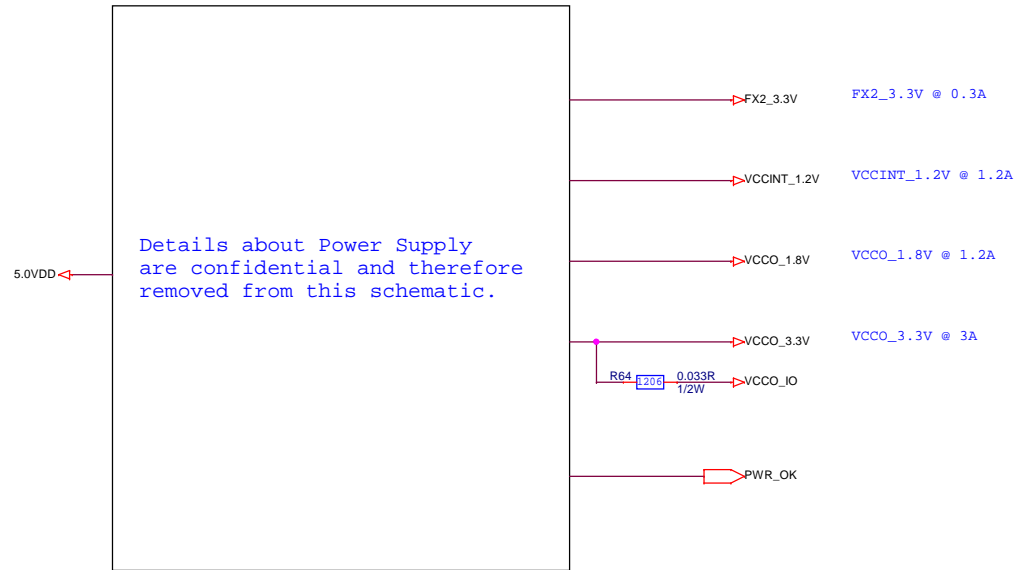 FX2_3.3V
FX2_3.3V @ 0.3A
VCCINT_1.2V
VCCINT_1.2V @ 1.2A
Details about Power Supply
are confidential and therefore
removed from this schematic.
5.0VDD
VCCO_1.8V
VCCO_1.8V @ 1.2A
VCCO_3.3V
VCCO_3.3V @ 3A
R64
1206
0.033R
1/2W
VCCO_IO
PWR_OK